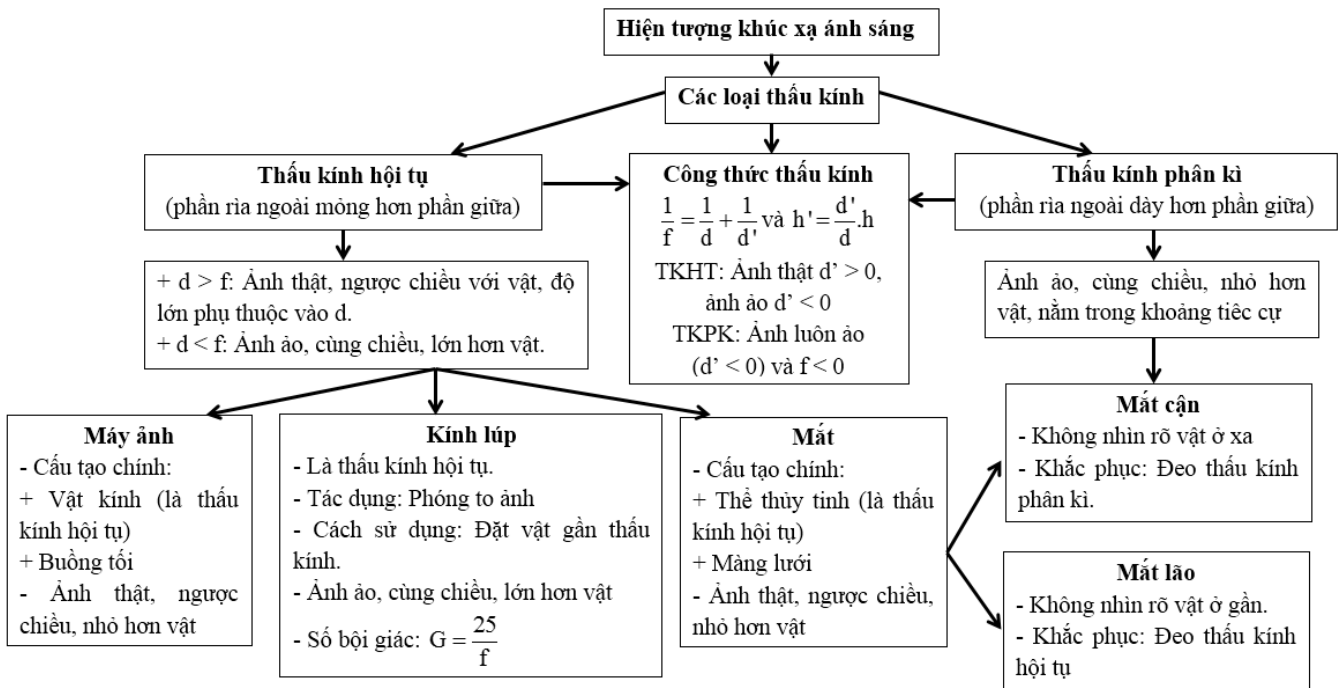 Hiện tượng khúc xạ ánh sáng
Các loại thấu kính
Thấu kính hội tụ
(phần rìa ngoài mỏng hơn phần giữa)
Công thức thấu kính
1/f = 1/d + 1/d' và h' = d'/d .h
TKHT: Ảnh thật d' > 0,
ảnh ảo d' < 0
TKPK: Ảnh luôn ảo
(d' < 0) và f < 0
Thấu kính phân kì
(phần rìa ngoài dày hơn phần giữa)
+ d > f: Ảnh thật, ngược chiều với vật, độ
lớn phụ thuộc vào d.
+ d < f: Ảnh ảo, cùng chiều, lớn hơn vật.
Ảnh ảo, cùng chiều, nhỏ hơn
vật, nằm trong khoảng tiêc cự
Máy ảnh
- Cấu tạo chính:
+ Vật kính (là thấu
kính hội tụ)
+ Buồng tối
- Ảnh thật, ngược
chiều, nhỏ hơn vật
Kính lúp
- Là thấu kính hội tụ.
- Tác dụng: Phóng to ảnh
- Cách sử dụng: Đặt vật gần thấu
kính.
- Ảnh ảo, cùng chiều, lớn hơn vật
- Số bội giác: G = 25/f
Mắt
- Cấu tạo chính:
+ Thể thủy tinh (là thấu
kính hội tụ)
+ Màng lưới
- Ảnh thật, ngược chiều,
nhỏ hơn vật
Mắt cận
- Không nhìn rõ vật ở xa
- Khắc phục: Đeo thấu kính
phân kì.
Mắt lão
- Không nhìn rõ vật ở gần.
- Khắc phục: Đeo thấu kính
hội tụ